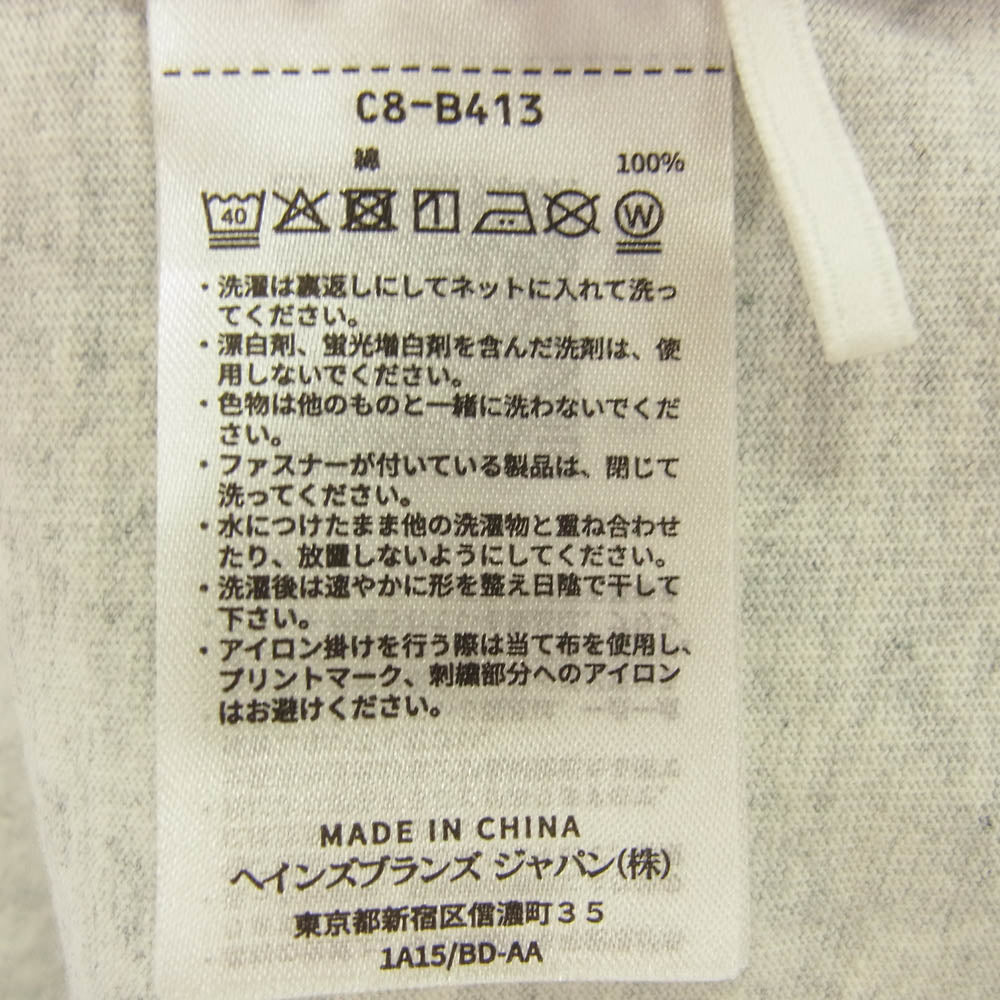 C8-B413
綿 100%
40 W
・洗濯は裏返しにしてネットに入れて洗っ
てください。
・漂白剤、蛍光増白剤を含んだ洗剤は、使
用しないでください。
・色物は他のものと一緒に洗わないでくだ
さい。
・ファスナーが付いている製品は、閉じて
洗ってください。
・水につけたまま他の洗濯物と重ね合わせ
たり、放置しないようにしてください。
・洗濯後は速やかに形を整え日陰で干して
下さい。
・アイロン掛けを行う際は当て布を使用し、
プリントマーク、刺繍部分へのアイロン
はお避けください。
MADE IN CHINA
ヘインズブランズ ジャパン(株)
東京都新宿区信濃町35
1A15/BD-AA